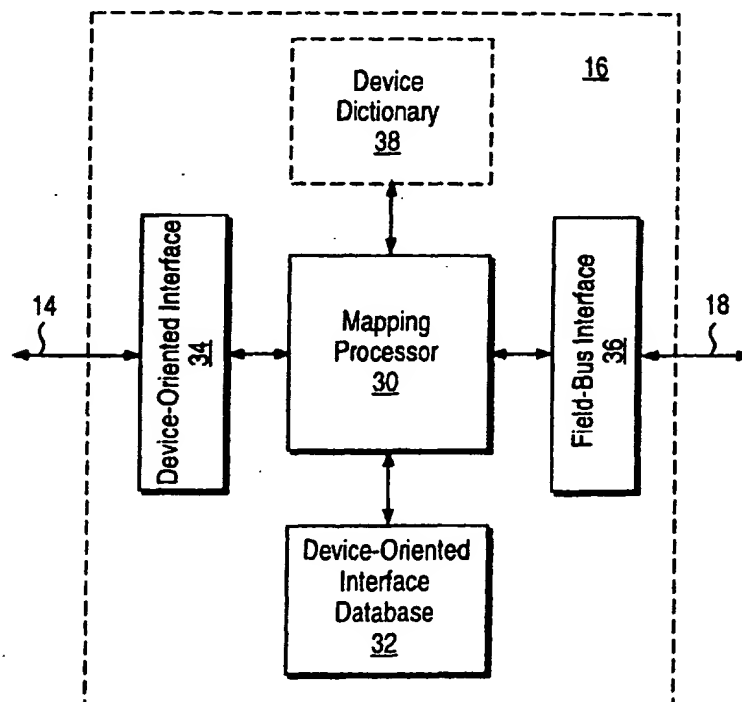 16
Device
Dictionary
38
14
Device-Oriented Interface
34
Mapping
Processor
30
Field-Bus Interface
36
18
Device-Oriented
Interface
Database
32